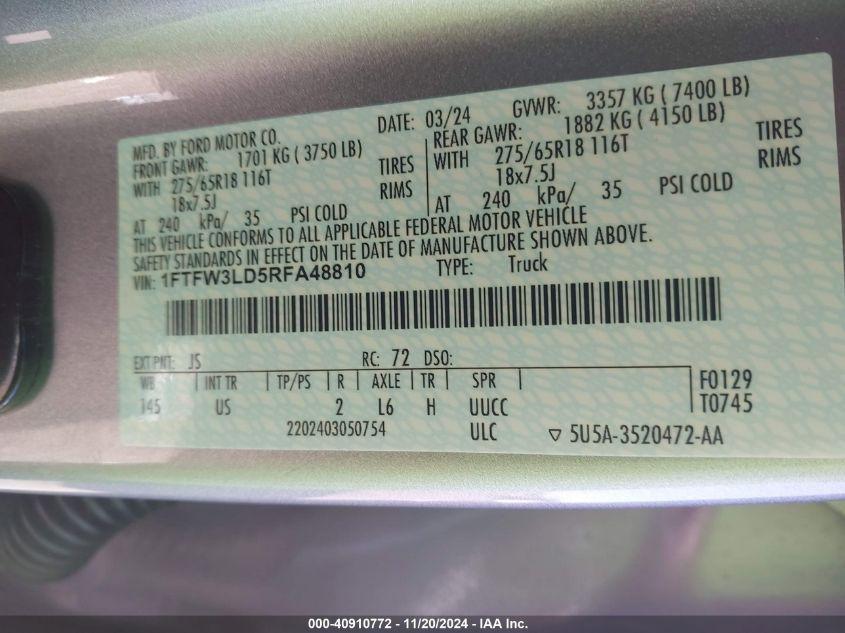 MFD. BY FORD MOTOR CO.
DATE: 03/24 GVWR: 3357 KG ( 7400 LB)
FRONT GAWR: 1701 KG ( 3750 LB)
WITH 275/65R18 116T TIRES
18x7.5J RIMS
AT 240 kPa/ 35 PSI COLD
REAR GAWR: 1882 KG ( 4150 LB)
WITH 275/65R18 116T TIRES
18x7.5J RIMS
AT 240 kPa/ 35 PSI COLD
THIS VEHICLE CONFORMS TO ALL APPLICABLE FEDERAL MOTOR VEHICLE
SAFETY STANDARDS IN EFFECT ON THE DATE OF MANUFACTURE SHOWN ABOVE.
VIN: 1FTFW3LD5RFA48810 TYPE: Truck
EXT PNT: JS RC: 72 DSO:
WB INT TR TP/PS R AXLE TR SPR F0129
145 US 2 L6 H UUCC T0745
2202403050754 ULC ▽ 5U5A-3520472-AA
000-40910772 - 11/20/2024 - IAA Inc.